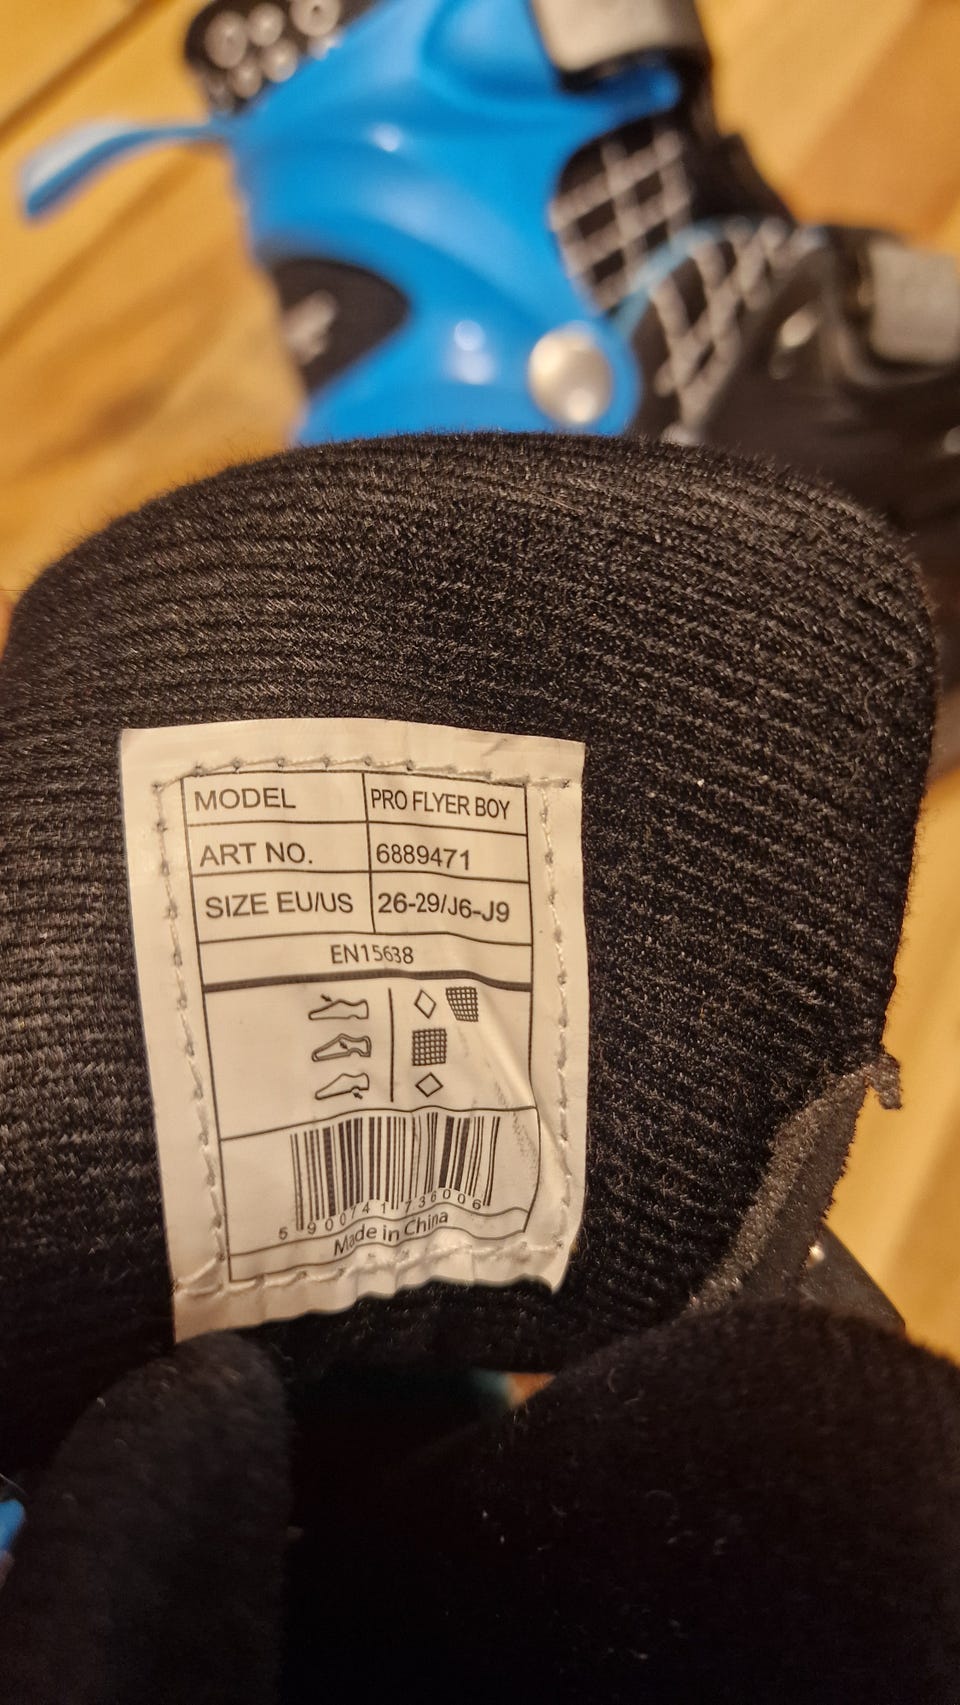 MODEL PRO FLYER BOY
ART NO. 6889471
SIZE EU/US 26-29/J6-J9
EN15638
5 900741 736006
Made in China